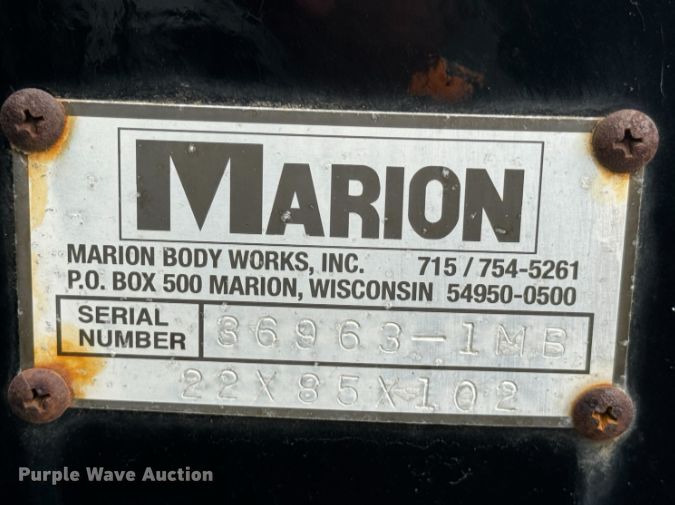 MARION
MARION BODY WORKS, INC. 715 / 754-5261
P.O. BOX 500 MARION, WISCONSIN 54950-0500
SERIAL NUMBER 36963-1MB
22X85X102
Purple Wave Auction